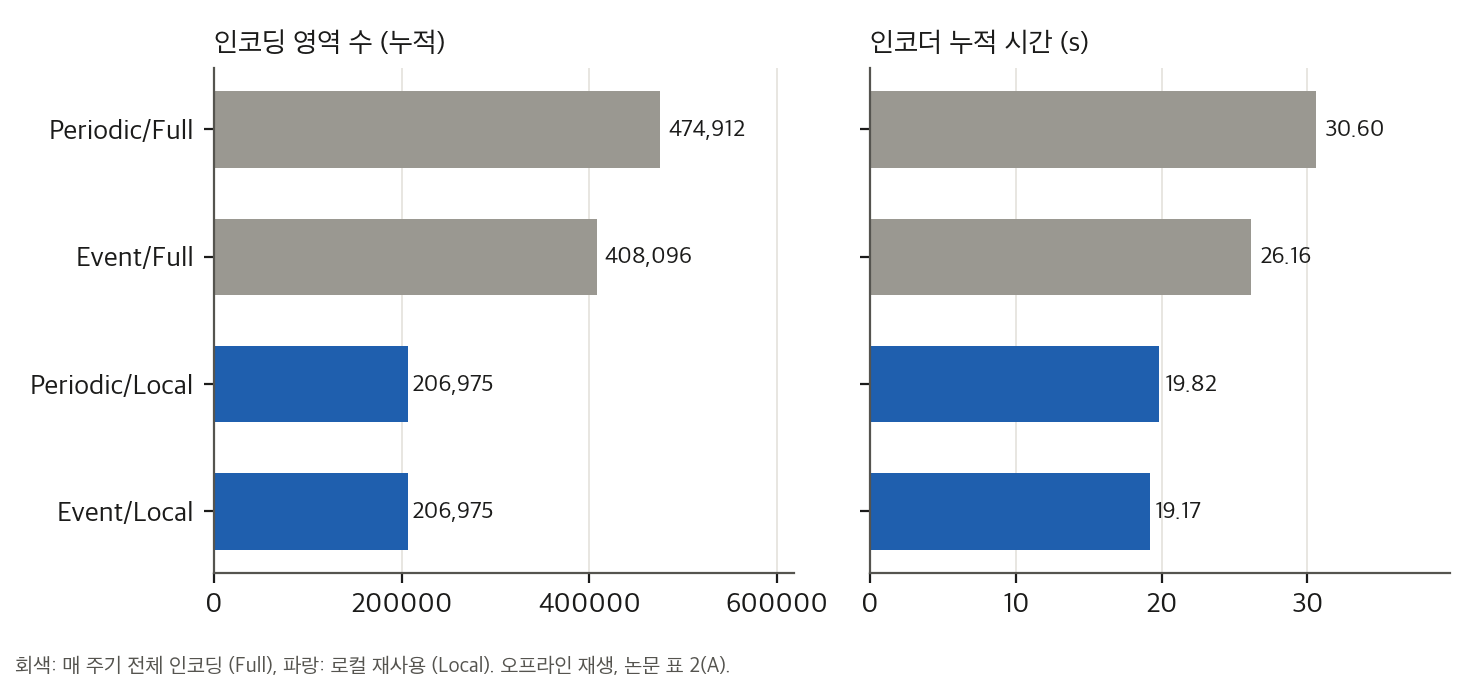 인코딩 영역 수 (누적)
인코더 누적 시간 (s)
Periodic/Full
474,912
30.60
Event/Full
408,096
26.16
Periodic/Local
206,975
19.82
Event/Local
206,975
19.17
0
200000
400000
600000
0
10
20
30
회색: 매 주기 전체 인코딩 (Full), 파랑: 로컬 재사용 (Local). 오프라인 재생, 논문 표 2(A).